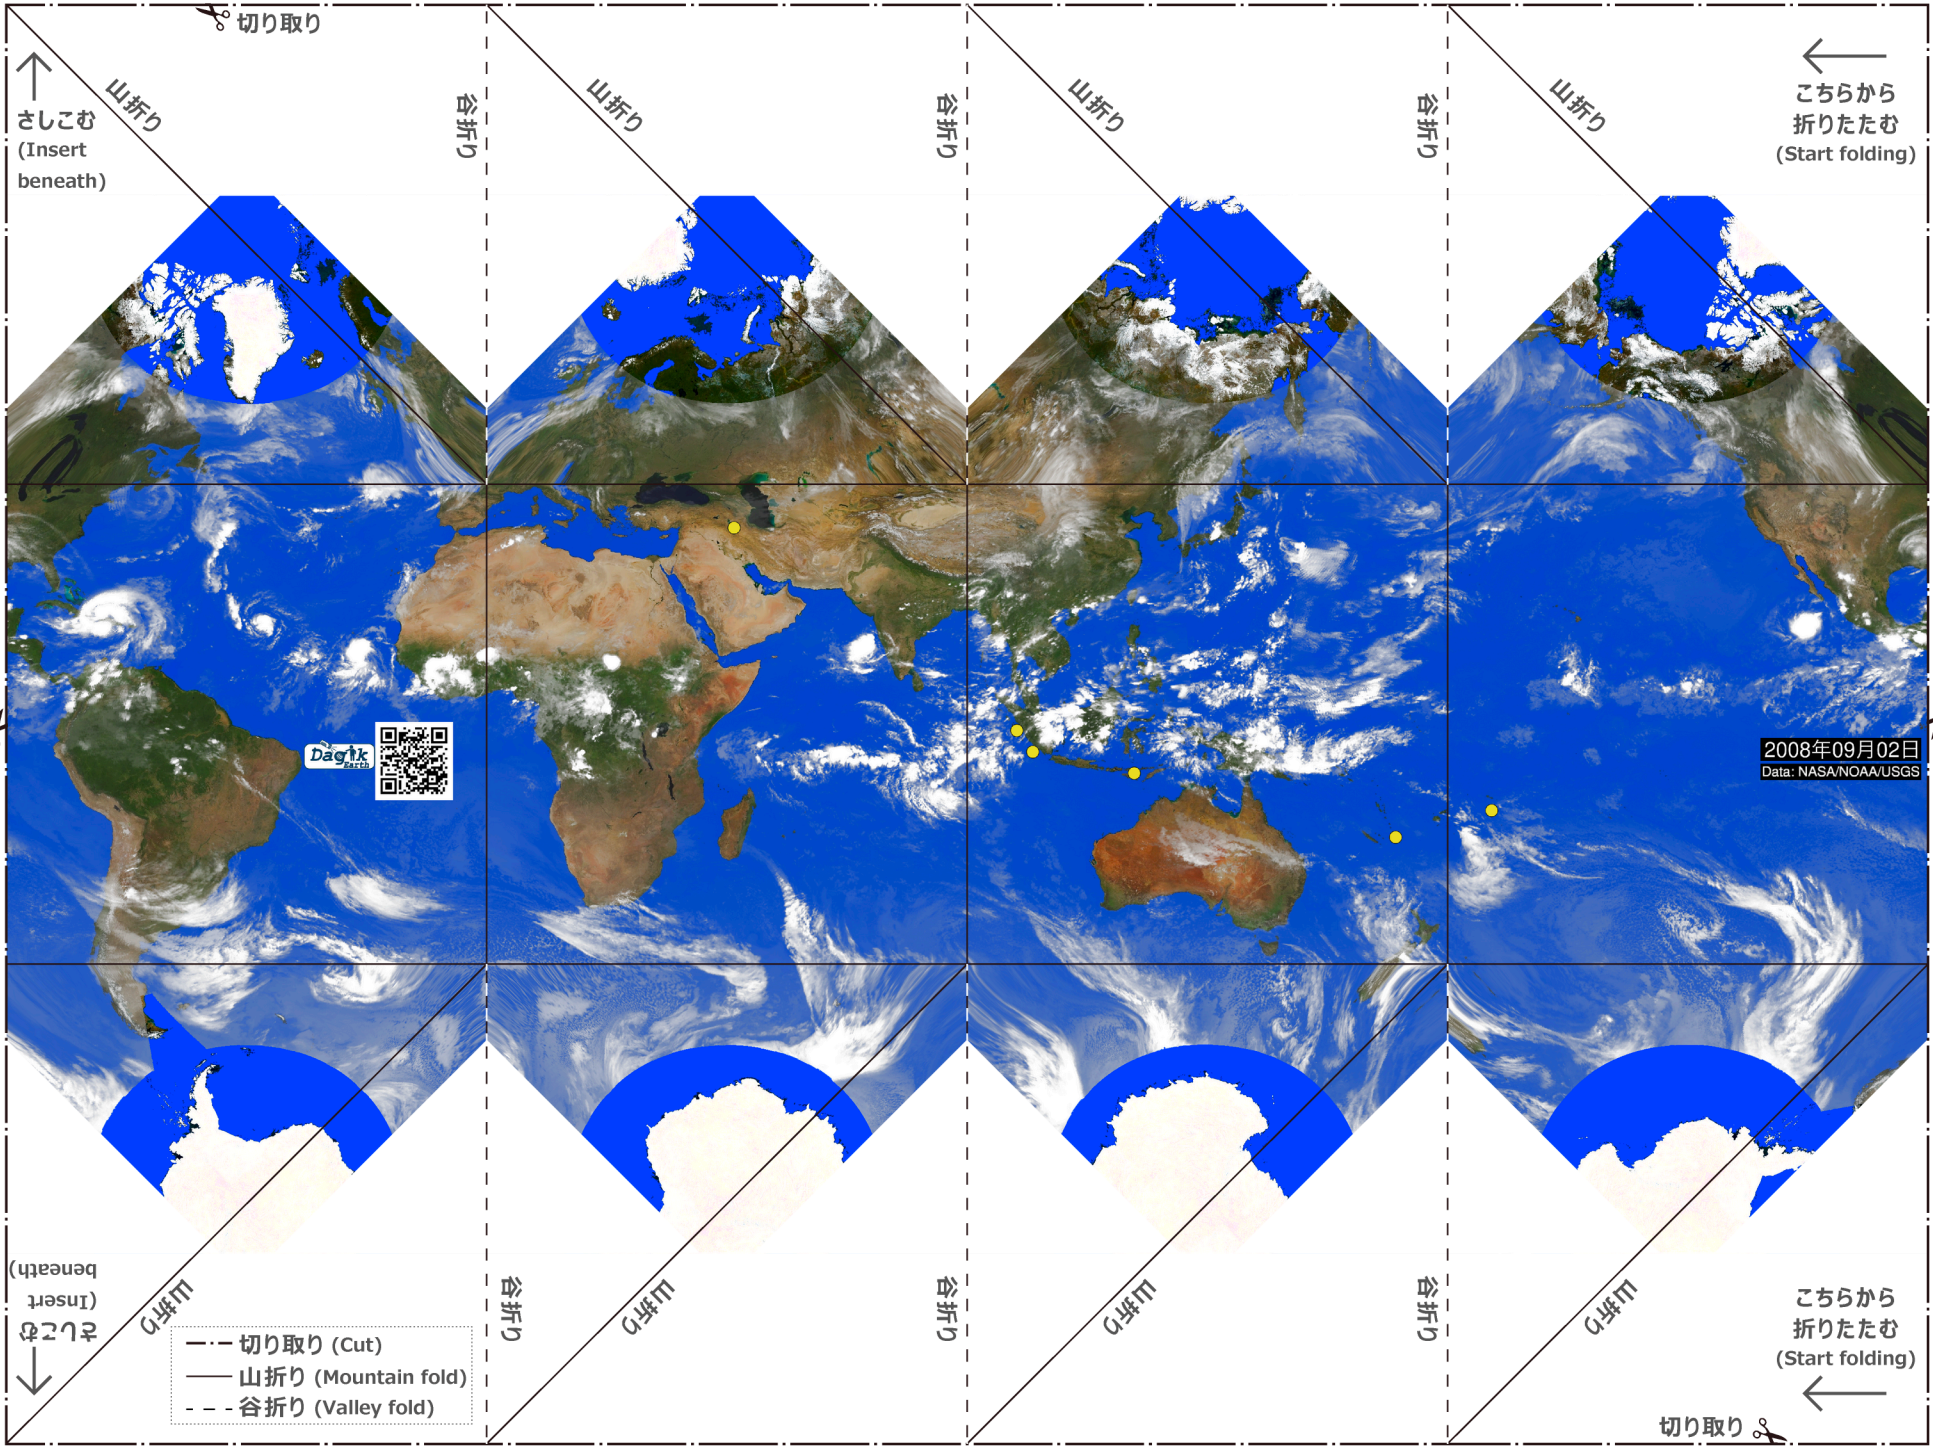 切り取り
山折り
谷折り
山折り
谷折り
山折り
谷折り
山折り
さしこむ
(Insert
beneath)
こちらから
折りたたむ
(Start folding)
Dagik
Earth
2008年09月02日
Data: NASA/NOAA/USGS
さしこむ
(Insert
beneath)
山折り
谷折り
山折り
谷折り
山折り
谷折り
山折り
こちらから
折りたたむ
(Start folding)
切り取り (Cut)
山折り (Mountain fold)
谷折り (Valley fold)
切り取り